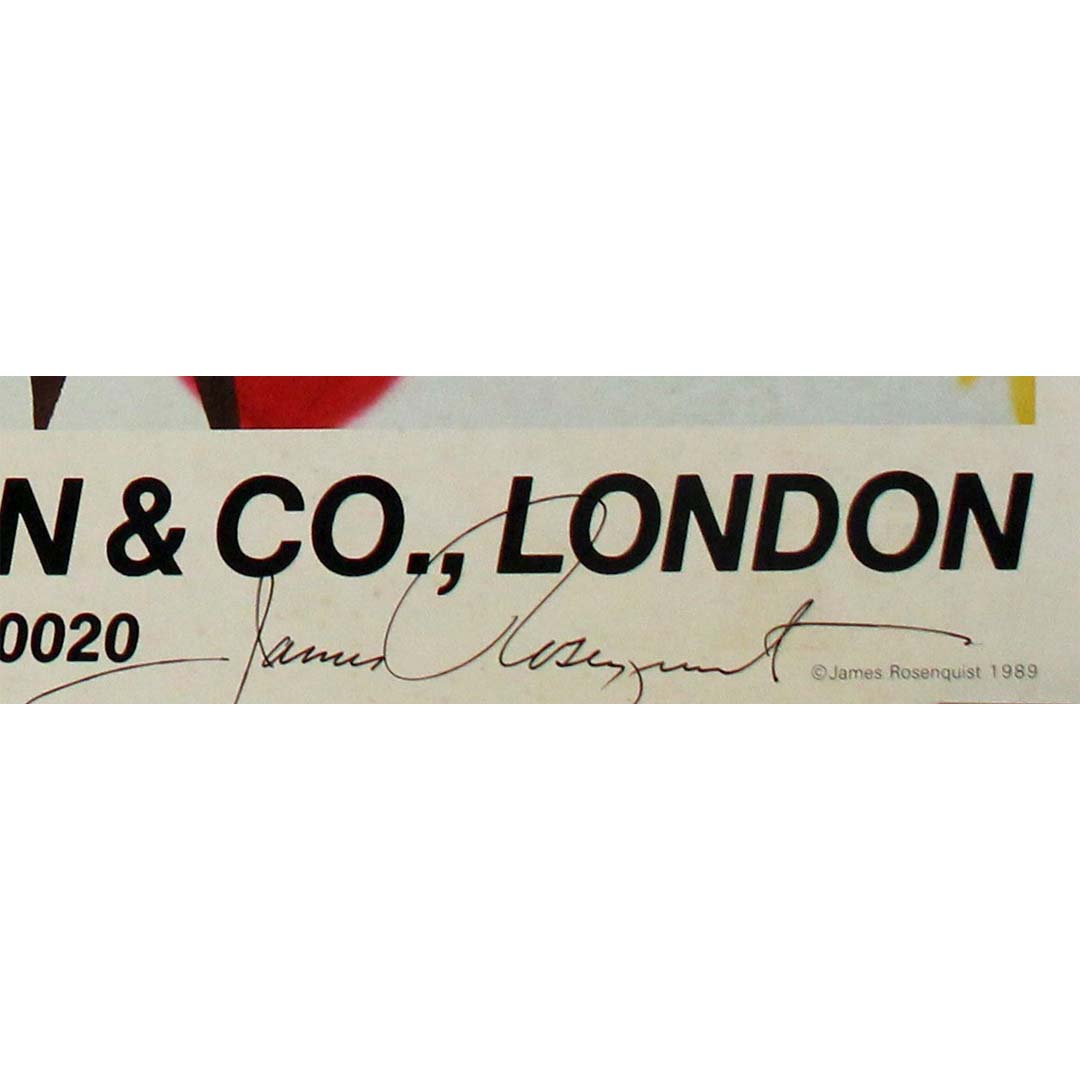 N & CO., LONDON
0020
James Rosenquist
©James Rosenquist 1989